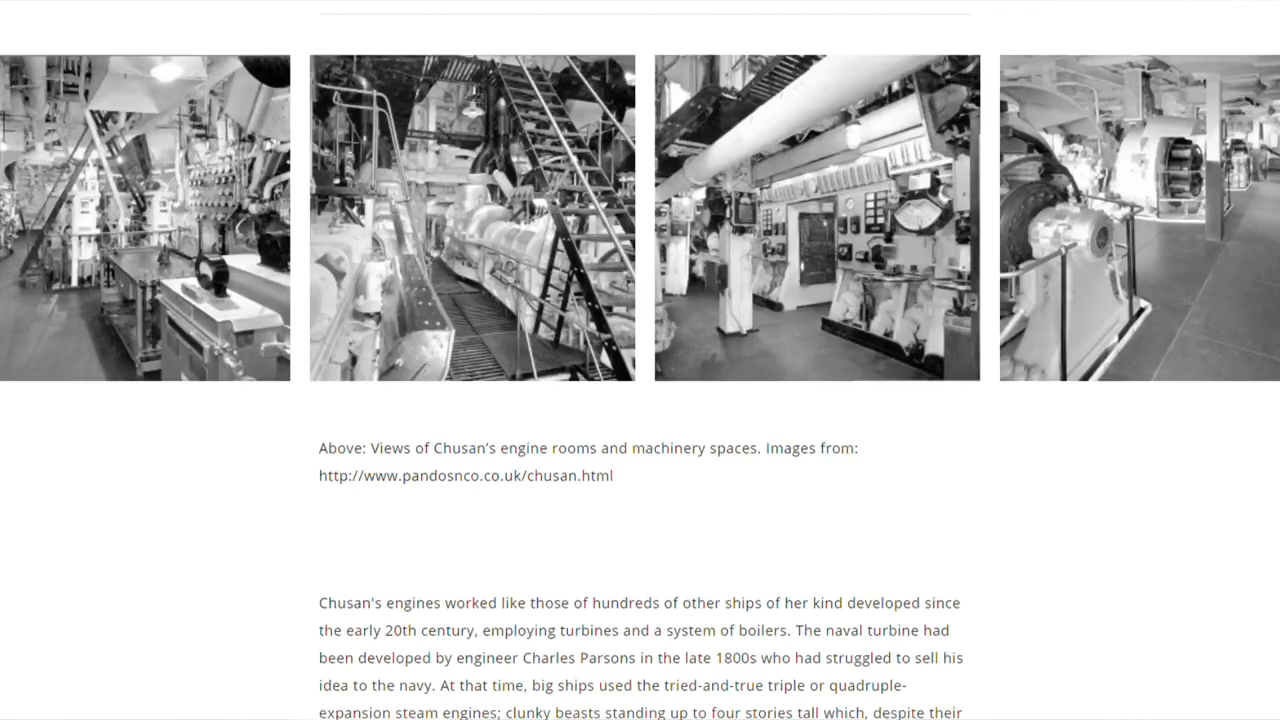 Above: Views of Chusan’s engine rooms and machinery spaces. Images from:
http://www.pandosnco.co.uk/chusan.html
Chusan's engines worked like those of hundreds of other ships of her kind developed since
the early 20th century, employing turbines and a system of boilers. The naval turbine had
been developed by engineer Charles Parsons in the late 1800s who had struggled to sell his
idea to the navy. At that time, big ships used the tried-and-true triple or quadruple-
expansion steam engines; clunky beasts standing up to four stories tall which, despite their